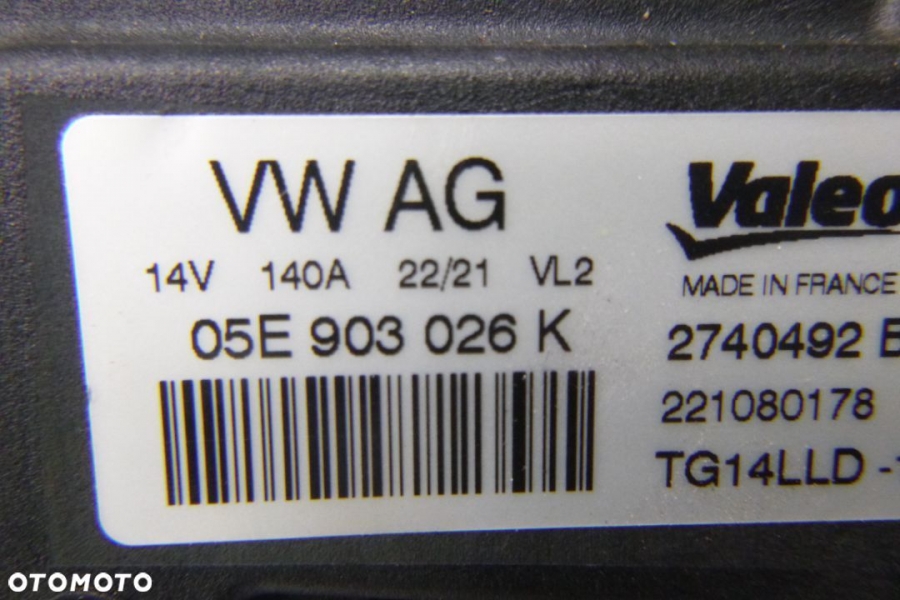 VW AG
14V 140A 22/21 VL2
05E 903 026 K
Valeo
MADE IN FRANCE
2740492
221080178
TG14LLD -
OTOMOTO